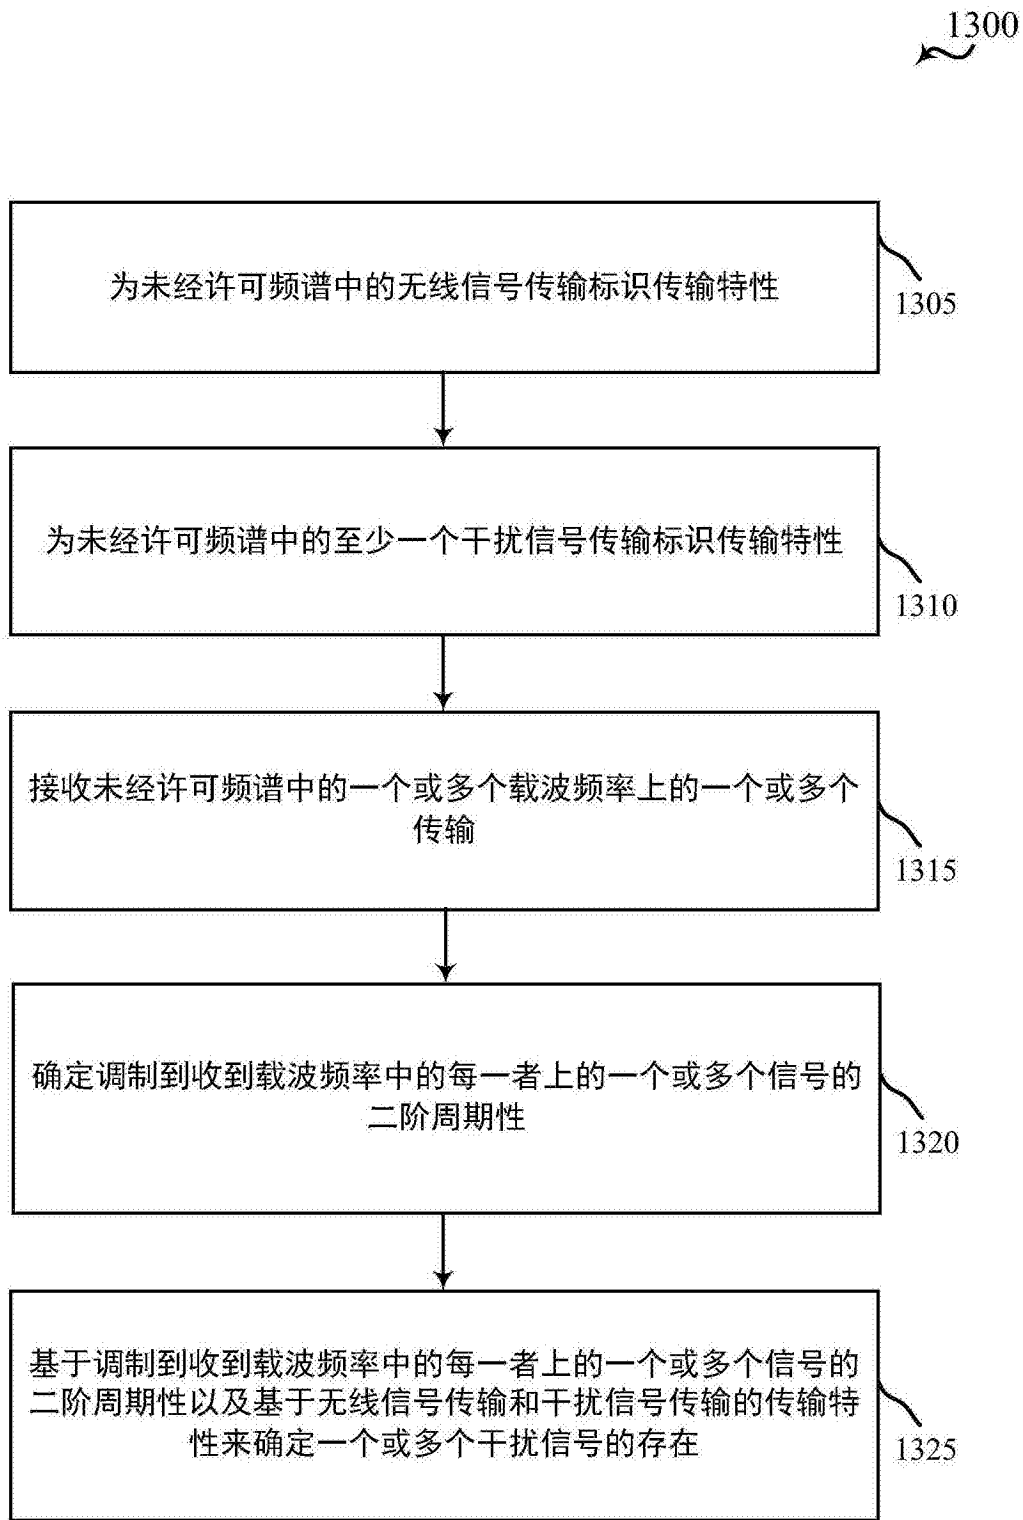 1300
为未经许可频谱中的无线信号传输标识传输特性
1305
为未经许可频谱中的至少一个干扰信号传输标识传输特性
1310
接收未经许可频谱中的一个或多个载波频率上的一个或多个
传输
1315
确定调制到收到载波频率中的每一者上的一个或多个信号的
二阶周期性
1320
基于调制到收到载波频率中的每一者上的一个或多个信号的
二阶周期性以及基于无线信号传输和干扰信号传输的传输特
性来确定一个或多个干扰信号的存在
1325